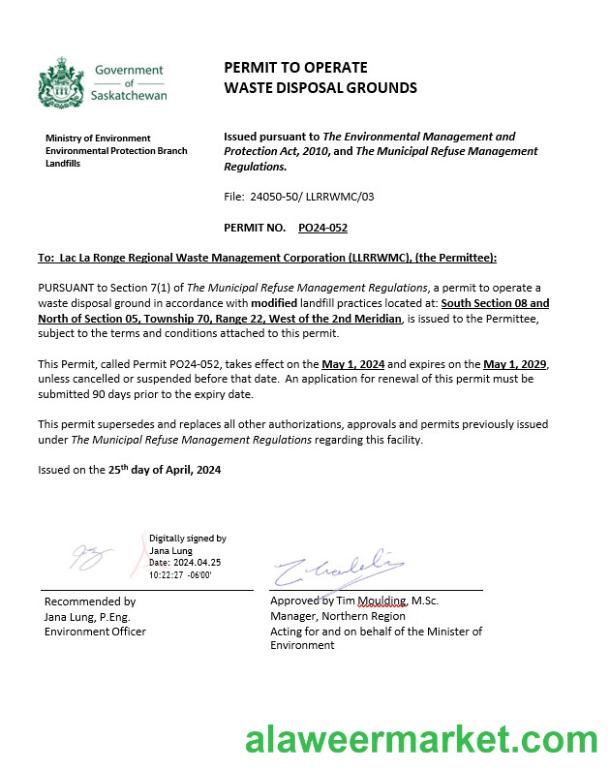 Government
of
Saskatchewan
PERMIT TO OPERATE
WASTE DISPOSAL GROUNDS
Ministry of Environment
Environmental Protection Branch
Landfills
Issued pursuant to The Environmental Management and
Protection Act, 2010, and The Municipal Refuse Management
Regulations.
File: 24050-50/ LLRRWMC/03
PERMIT NO. PO24-052
To: Lac La Ronge Regional Waste Management Corporation (LLRRWMC), (the Permittee):
PURSUANT to Section 7(1) of The Municipal Refuse Management Regulations, a permit to operate a
waste disposal ground in accordance with modified landfill practices located at: South Section 08 and
North of Section 05, Township 70, Range 22, West of the 2nd Meridian, is issued to the Permittee,
subject to the terms and conditions attached to this permit.
This Permit, called Permit PO24-052, takes effect on the May 1, 2024 and expires on the May 1, 2029,
unless cancelled or suspended before that date. An application for renewal of this permit must be
submitted 90 days prior to the expiry date.
This permit supersedes and replaces all other authorizations, approvals and permits previously issued
under The Municipal Refuse Management Regulations regarding this facility.
Issued on the 25th day of April, 2024
Digitally signed by
Jana Lung
Date: 2024.04.25
10:22:27 -06'00'
Recommended by
Jana Lung, P.Eng.
Environment Officer
Approved by Tim Moulding, M.Sc.
Manager, Northern Region
Acting for and on behalf of the Minister of
Environment
alaweermarket.com